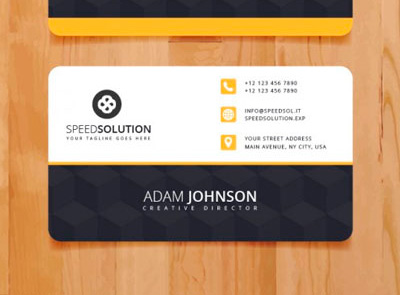 SPEEDSOLUTION
YOUR TAGLINE GOES HERE
+12 123 456 7890
+12 123 456 7890
INFO@SPEEDSOL.IT
SPEEDSOLUTION.EXP
YOUR STREET ADDRESS
MAIN AVENUE, NY CITY, USA
ADAM JOHNSON
CREATIVE DIRECTOR